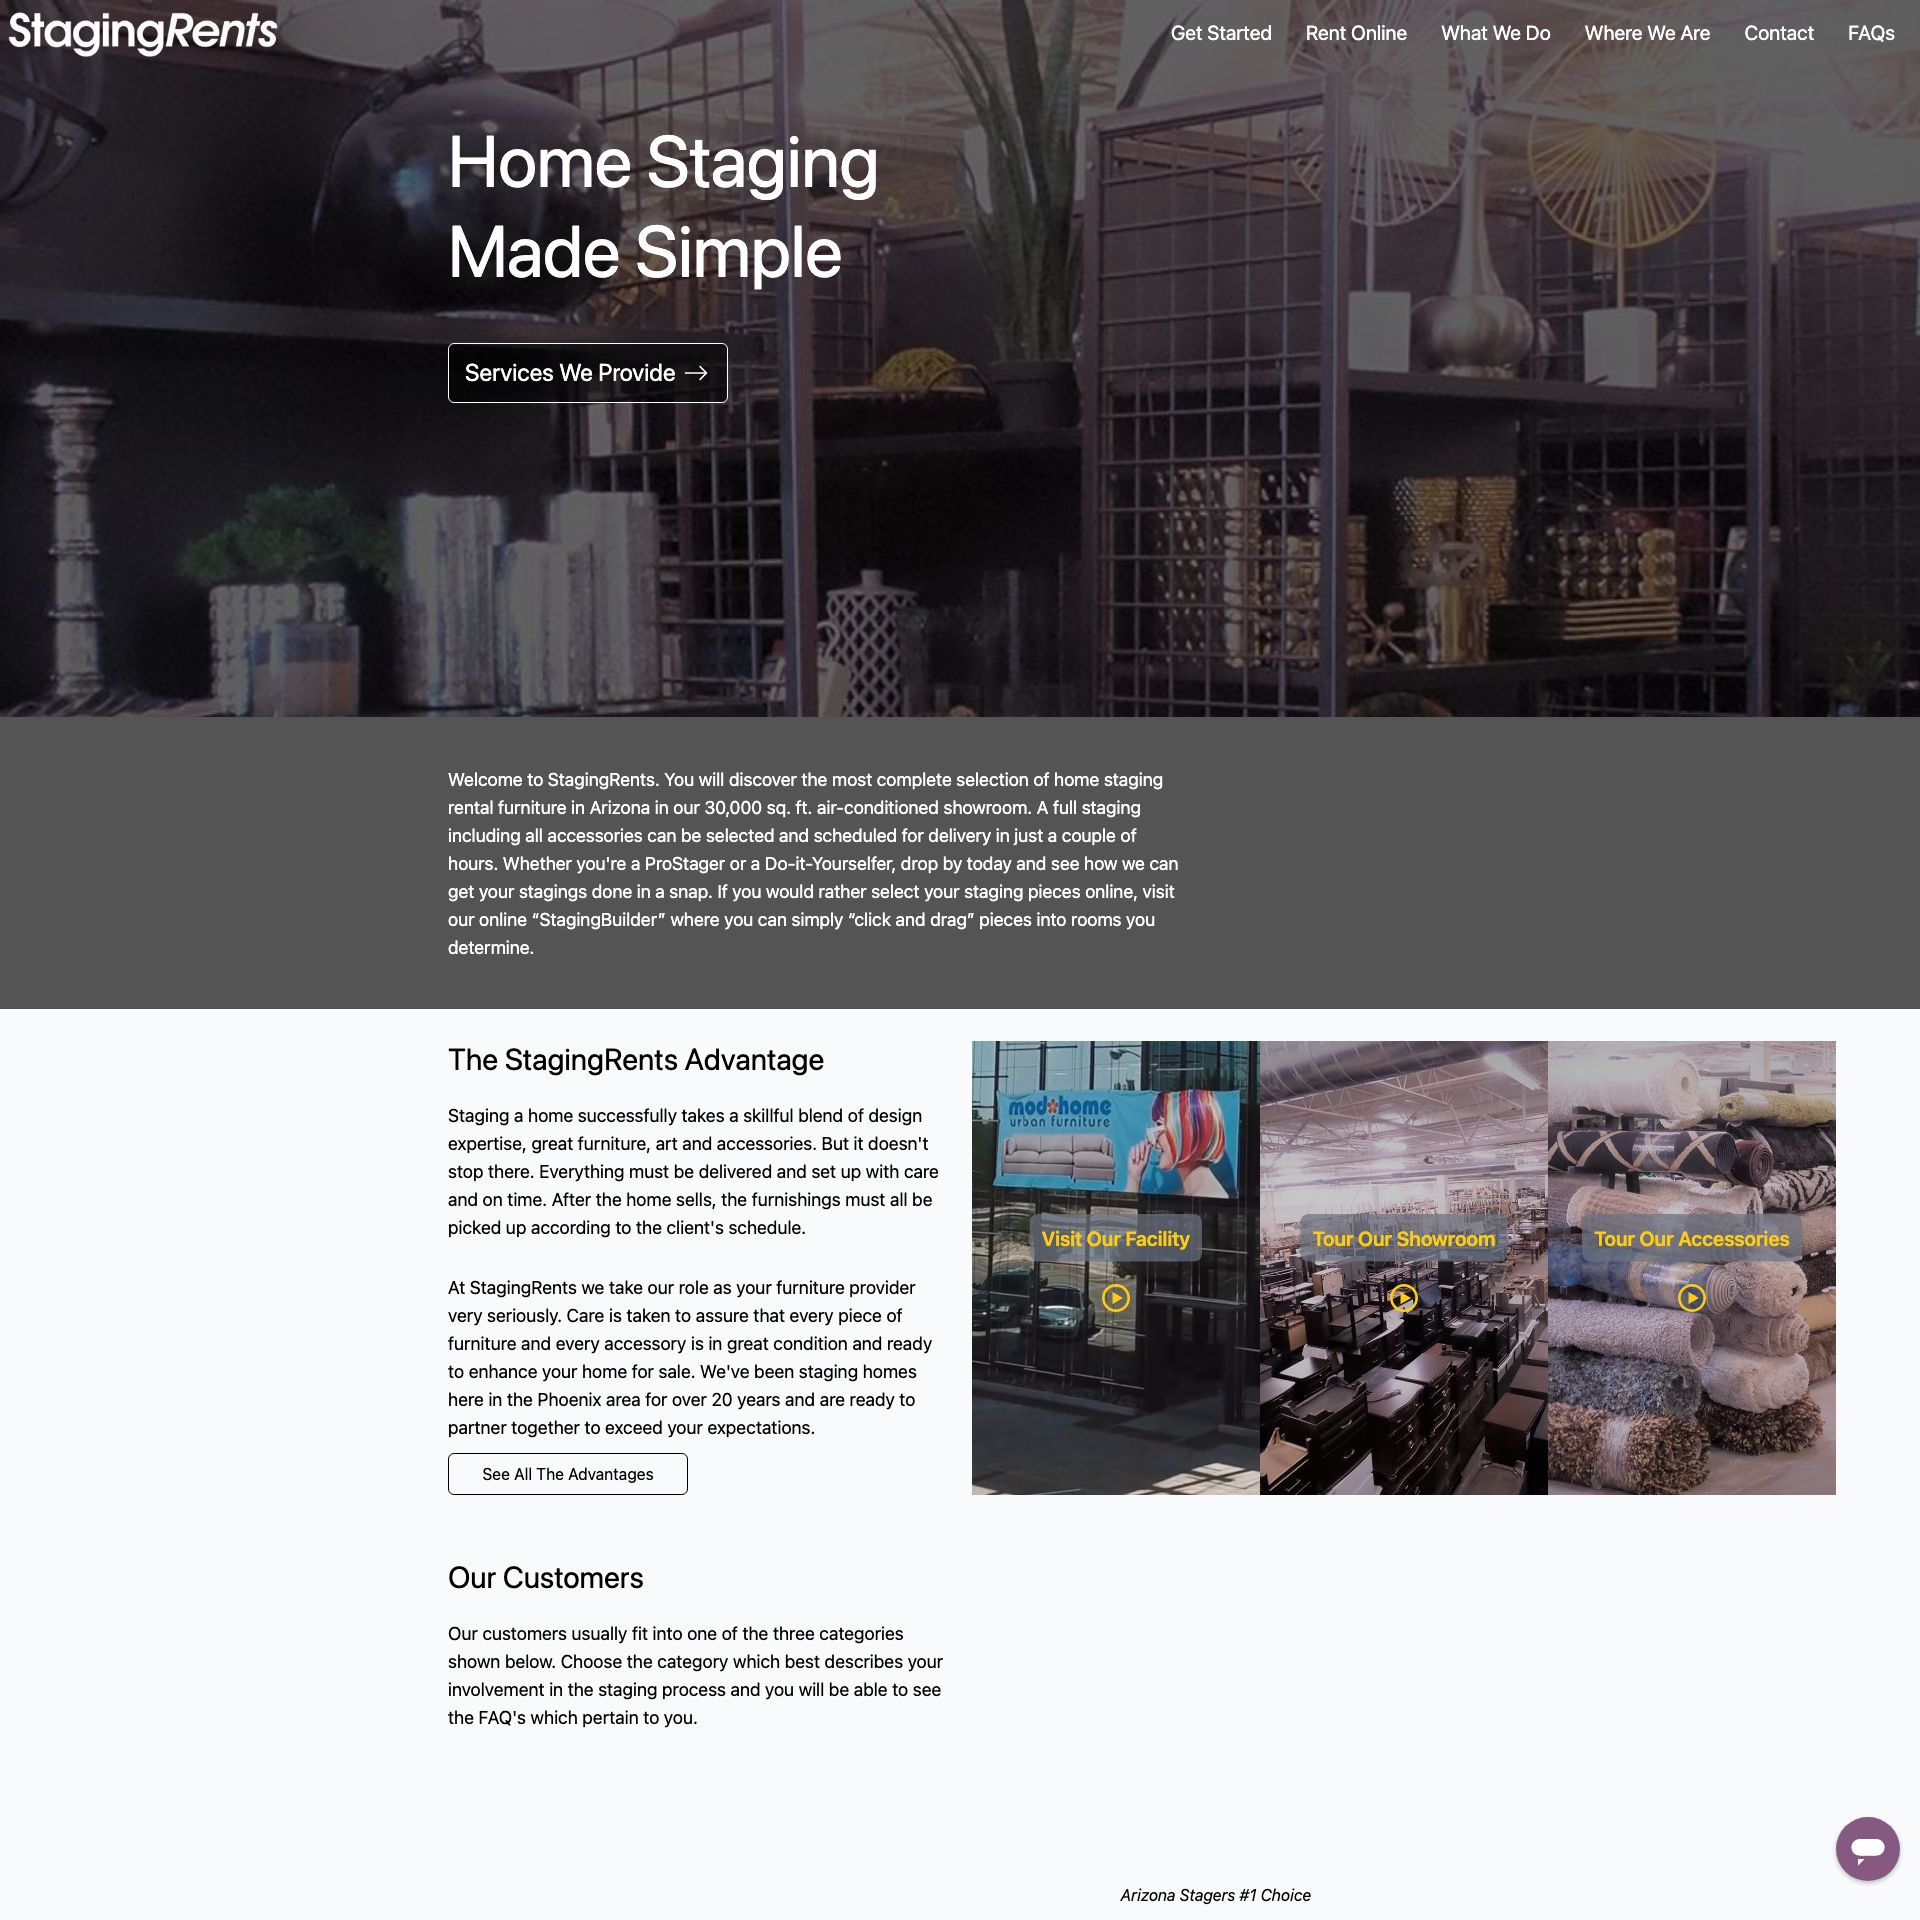 StagingRents
Get Started
Rent Online
What We Do
Where We Are
Contact
FAQs
Home Staging
Made Simple
Services We Provide
Welcome to StagingRents. You will discover the most complete selection of home staging
rental furniture in Arizona in our 30,000 sq. ft. air-conditioned showroom. A full staging
including all accessories can be selected and scheduled for delivery in just a couple of
hours. Whether you're a ProStager or a Do-it-Yourselfer, drop by today and see how we can
get your stagings done in a snap. If you would rather select your staging pieces online, visit
our online “StagingBuilder” where you can simply “click and drag” pieces into rooms you
determine.
The StagingRents Advantage
Staging a home successfully takes a skillful blend of design
expertise, great furniture, art and accessories. But it doesn't
stop there. Everything must be delivered and set up with care
and on time. After the home sells, the furnishings must all be
picked up according to the client's schedule.
At StagingRents we take our role as your furniture provider
very seriously. Care is taken to assure that every piece of
furniture and every accessory is in great condition and ready
to enhance your home for sale. We've been staging homes
here in the Phoenix area for over 20 years and are ready to
partner together to exceed your expectations.
See All The Advantages
mod home
urban furniture
Visit Our Facility
Tour Our Showroom
Tour Our Accessories
Our Customers
Our customers usually fit into one of the three categories
shown below. Choose the category which best describes your
involvement in the staging process and you will be able to see
the FAQ's which pertain to you.
Arizona Stagers #1 Choice